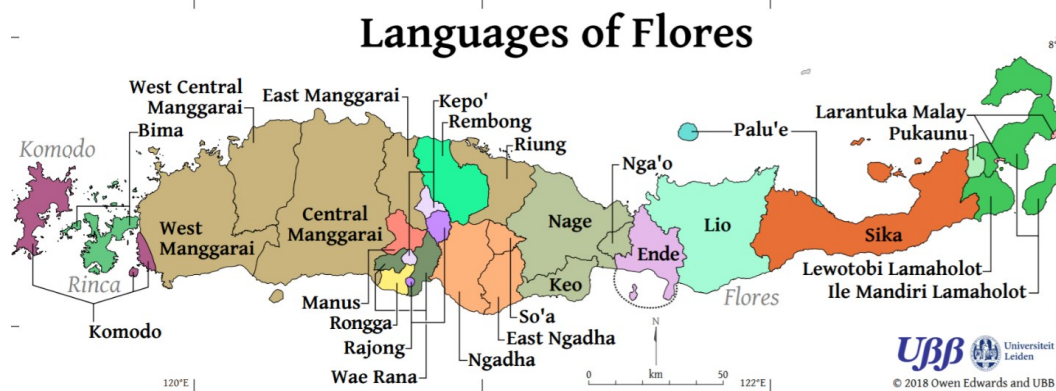 Languages of Flores
8°
West Central
Manggarai
East Manggarai
Kepo'
Rembong
Riung
Bima
Komodo
Larantuka Malay
Pukaunu
Palu'e
Nga'o
West
Manggarai
Central
Manggarai
Nage
Lio
Ende
Sika
Keo
Rinca
Flores
Lewotobi Lamaholot
Ile Mandiri Lamaholot
Komodo
Manus
Rongga
Rajong
Wae Rana
So'a
East Ngadha
Ngadha
N
0
km
50
120°E
122°E
UBB
Universiteit
Leiden
© 2018 Owen Edwards and UBB